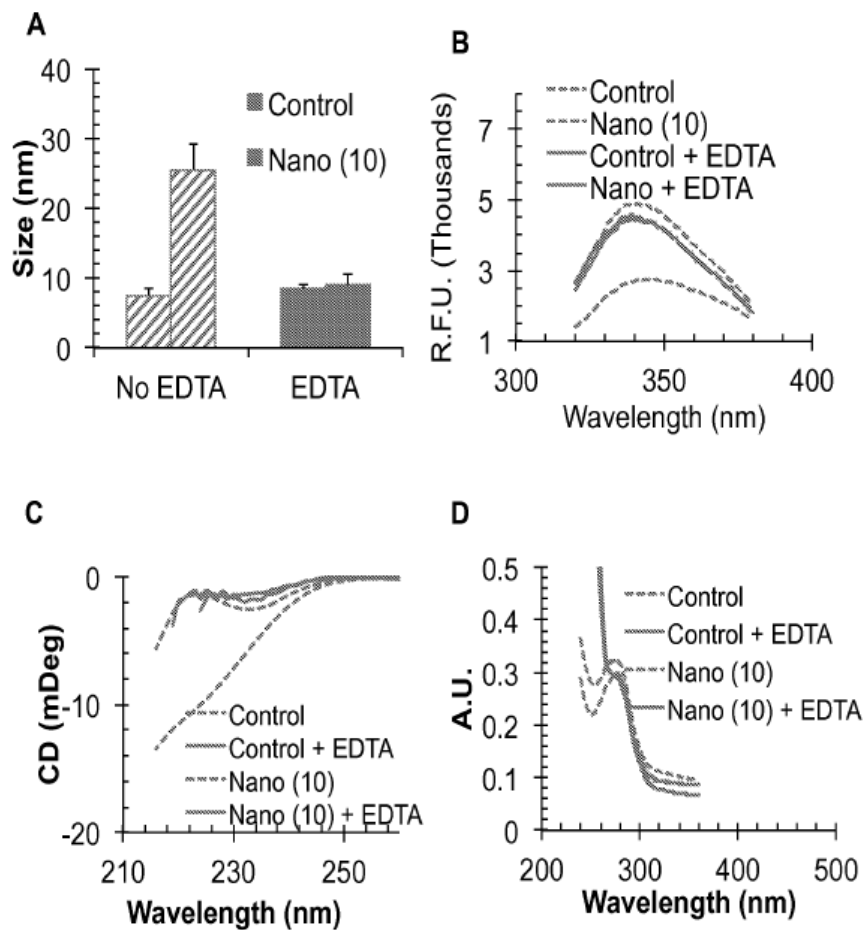 A
40
30
20
10
0
Size (nm)
Control
Nano (10)
No EDTA
EDTA
B
Control
Nano (10)
Control + EDTA
Nano + EDTA
7
5
3
1
R.F.U. (Thousands)
300
350
400
Wavelength (nm)
C
0
-10
-20
CD (mDeg)
Control
Control + EDTA
Nano (10)
Nano (10) + EDTA
210
230
250
Wavelength (nm)
D
0.5
0.4
0.3
0.2
0.1
0
A.U.
Control
Control + EDTA
Nano (10)
Nano (10) + EDTA
200
300
400
500
Wavelength (nm)